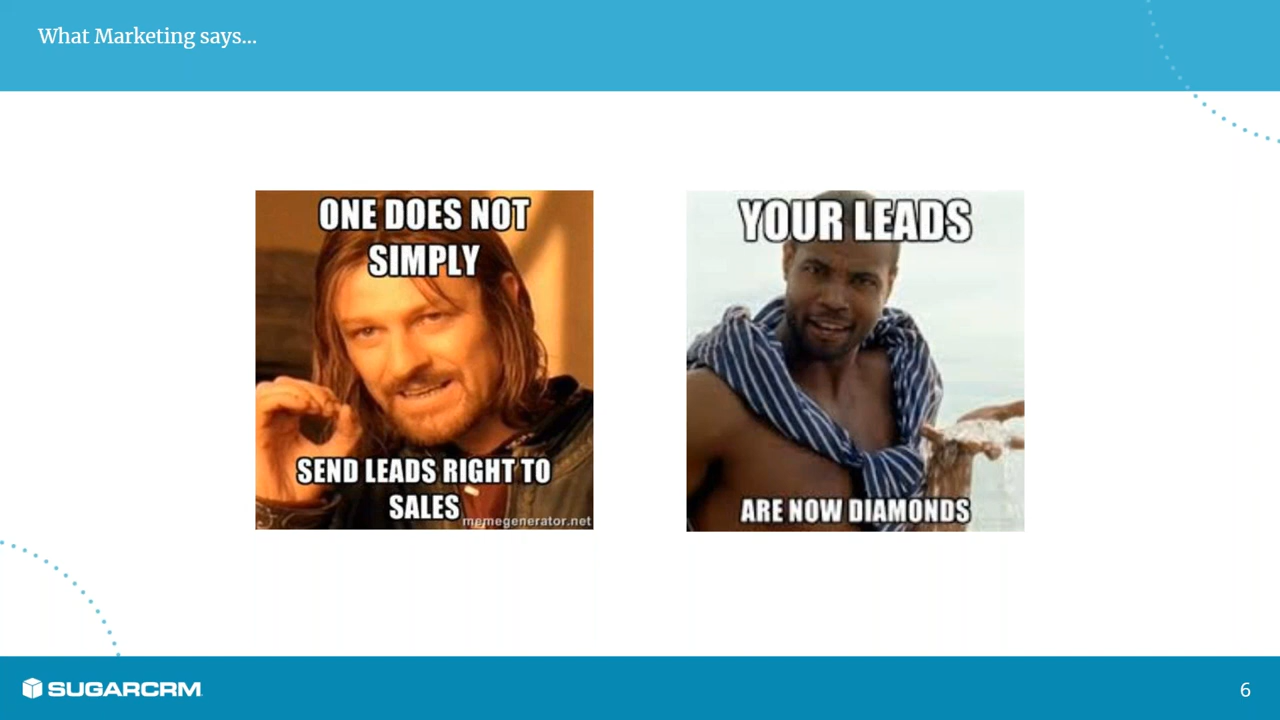 What Marketing says...
ONE DOES NOT
SIMPLY
SEND LEADS RIGHT TO
SALES
memegenerator.net
YOUR LEADS
ARE NOW DIAMONDS
SUGARCRM
6